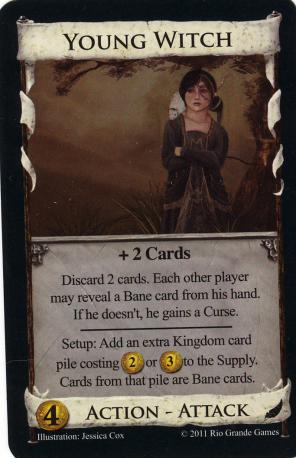 YOUNG WITCH
+ 2 Cards
Discard 2 cards. Each other player
may reveal a Bane card from his hand.
If he doesn't, he gains a Curse.
Setup: Add an extra Kingdom card
pile costing 2 or 3 to the Supply.
Cards from that pile are Bane cards.
4 ACTION - ATTACK
Illustration: Jessica Cox © 2011 Rio Grande Games